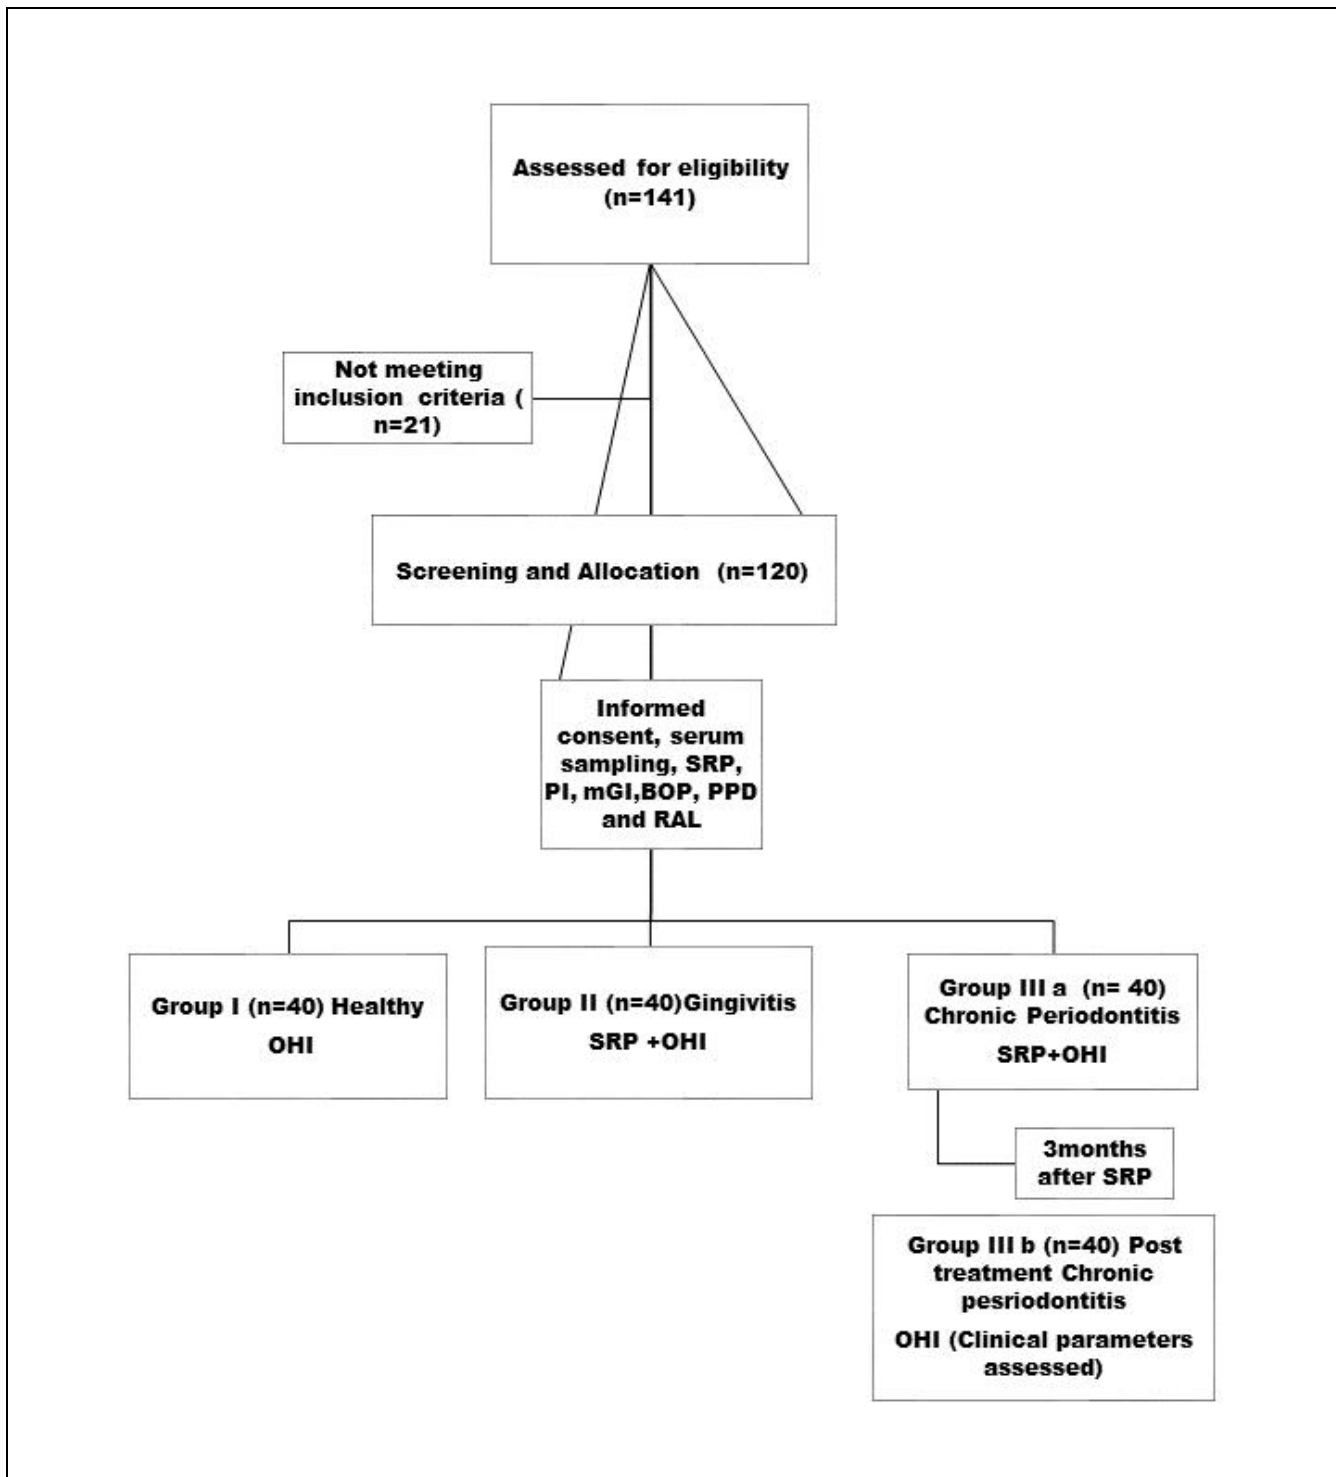 Assessed for eligibility
(n=141)
Not meeting
inclusion criteria (
n=21)
Screening and Allocation (n=120)
Informed
consent, serum
sampling, SRP,
PI, mGI,BOP, PPD
and RAL
Group I (n=40) Healthy
OHI
Group II (n=40)Gingivitis
SRP +OHI
Group III a (n= 40)
Chronic Periodontitis
SRP+OHI
3months
after SRP
Group III b (n=40) Post
treatment Chronic
pesriodontitis
OHI (Clinical parameters
assessed)